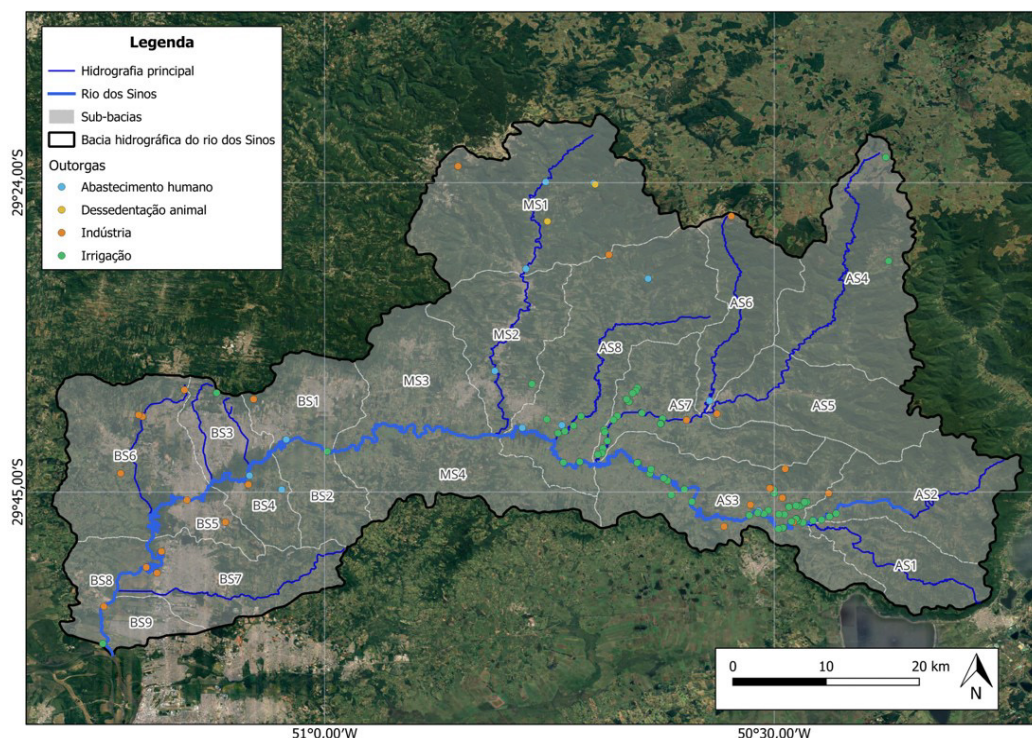 Legenda
Hidrografia principal
Rio dos Sinos
Sub-bacias
Bacia hidrográfica do rio dos Sinos
Outorgas
Abastecimento humano
Dessedentação animal
Indústria
Irrigação
29°24,00'S
29°45,00'S
MS1
AS4
AS6
MS2
AS8
MS3
BS1
AS7
AS5
BS3
BS6
MS4
BS4
BS2
AS3
AS2
BS5
AS1
BS8
BS7
BS9
0 10 20 km
N
51°0.00'W
50°30.00'W